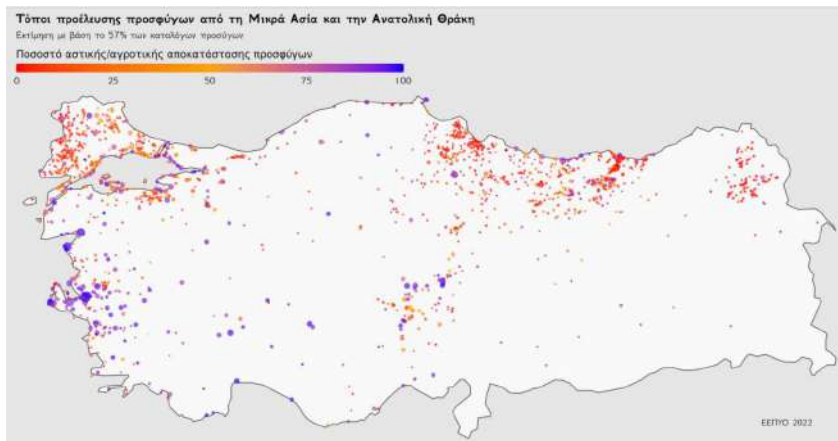 Τόποι προέλευσης προσφύγων από τη Μικρά Ασία και την Ανατολική Θράκη
Εκτίμηση με βάση το 57% των καταλόγων προσύγων
Ποσοστό αστικής/αγροτικής αποκατάστασης προσφύγων
0 25 50 75 100
ΕΕΠΥΟ 2022